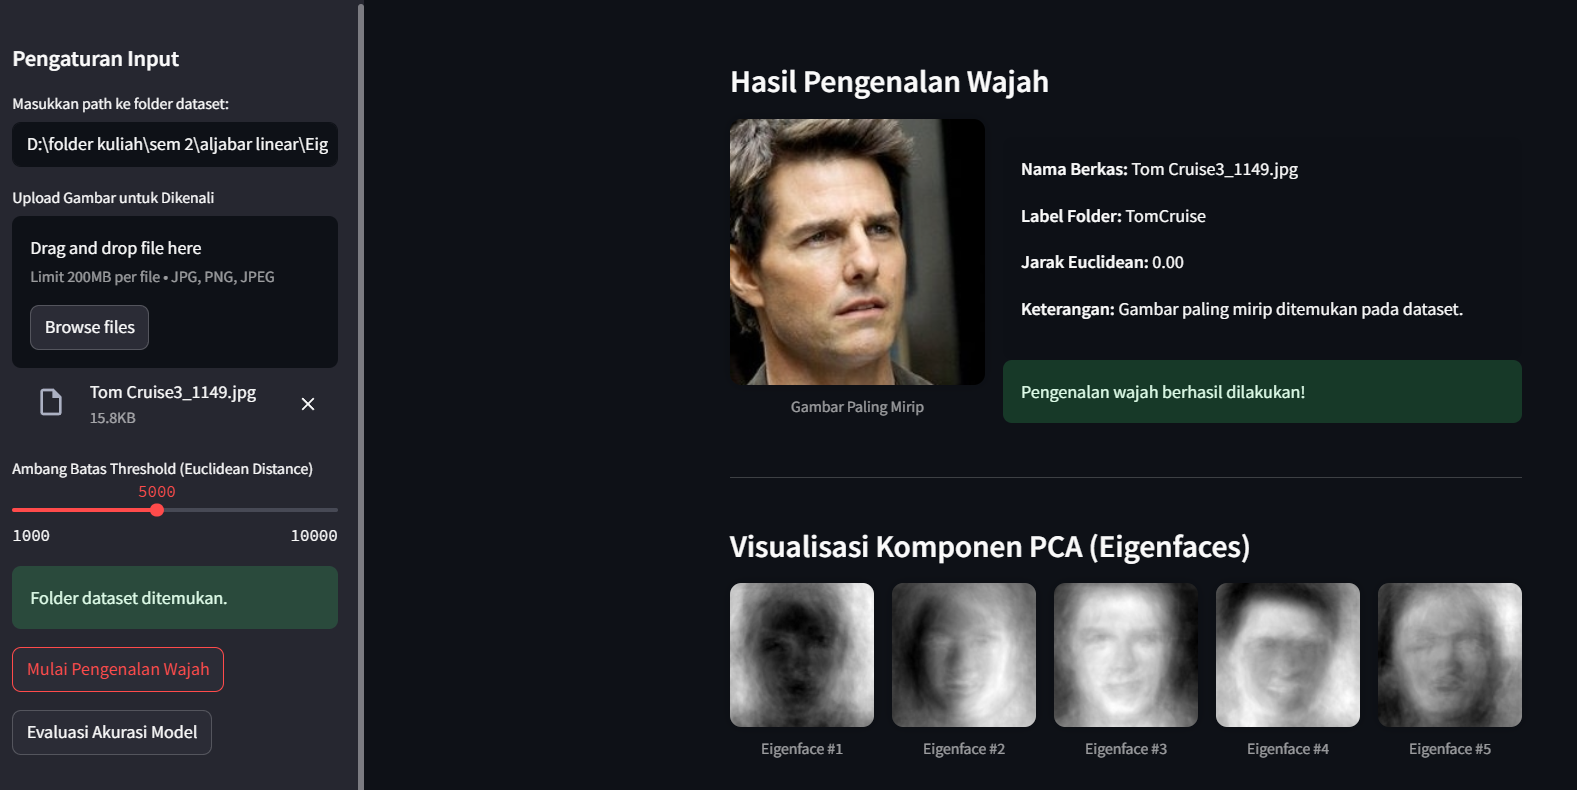 Pengaturan Input
Masukkan path ke folder dataset:
D:\folder kuliah\sem 2\aljabar linear\Eig
Upload Gambar untuk Dikenali
Drag and drop file here
Limit 200MB per file • JPG, PNG, JPEG
Browse files
Tom Cruise3_1149.jpg
15.8KB
Ambang Batas Threshold (Euclidean Distance)
5000
1000
10000
Folder dataset ditemukan.
Mulai Pengenalan Wajah
Evaluasi Akurasi Model
Hasil Pengenalan Wajah
Gambar Paling Mirip
Nama Berkas: Tom Cruise3_1149.jpg
Label Folder: TomCruise
Jarak Euclidean: 0.00
Keterangan: Gambar paling mirip ditemukan pada dataset.
Pengenalan wajah berhasil dilakukan!
Visualisasi Komponen PCA (Eigenfaces)
Eigenface #1
Eigenface #2
Eigenface #3
Eigenface #4
Eigenface #5